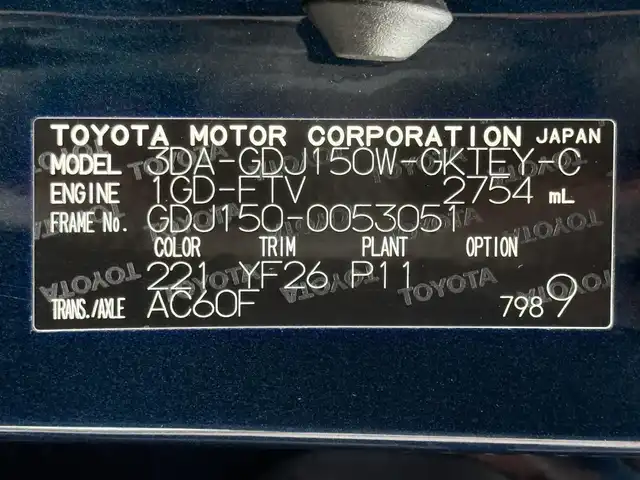 TOYOTA MOTOR CORPORATION JAPAN
MODEL 3DA-GDJ150W-GKTEY-C
ENGINE 1GD-FTV 2754 mL
FRAME No. GDJ150-0053051
COLOR TRIM PLANT OPTION
221 YF26 P11
TRANS./AXLE AC60F 798 9